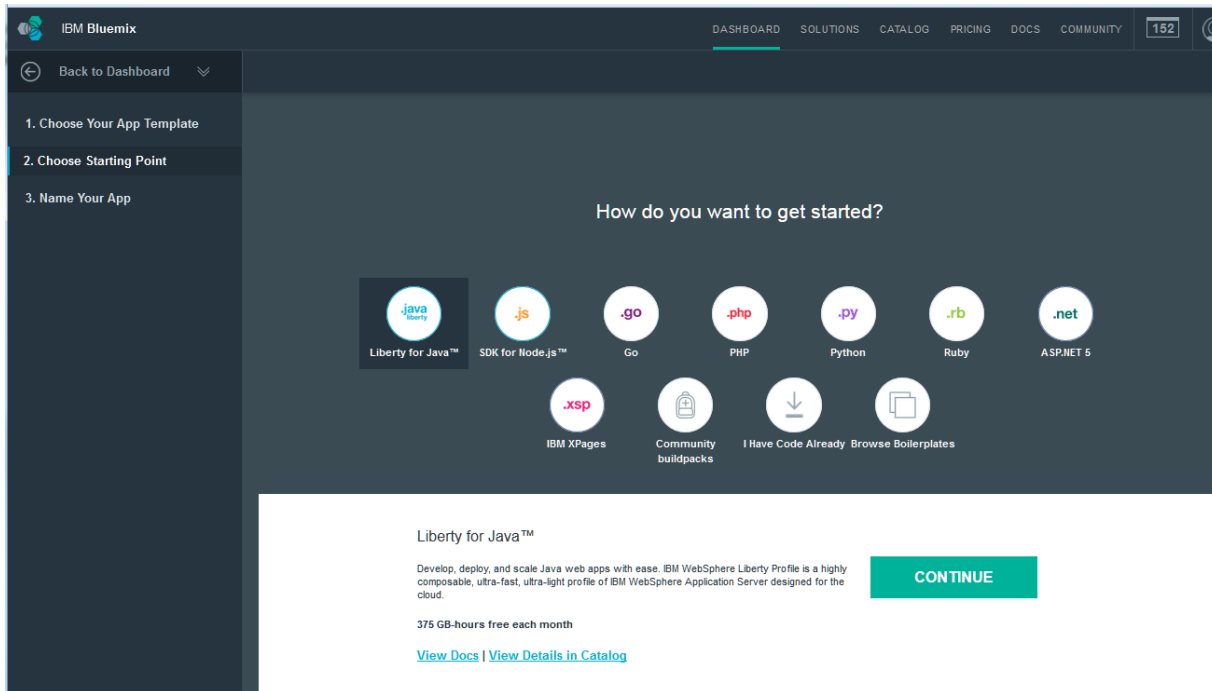 IBM Bluemix
DASHBOARD SOLUTIONS CATALOG PRICING DOCS COMMUNITY 152
Back to Dashboard
1. Choose Your App Template
2. Choose Starting Point
3. Name Your App
How do you want to get started?
.java .js .go .php .py .rb .net
liberty
Liberty for Java™ SDK for Node.js™ Go PHP Python Ruby ASP.NET 5
.xsp
IBM XPages Community I Have Code Already Browse Boilerplates
buildpacks
Liberty for Java™
Develop, deploy, and scale Java web apps with ease. IBM WebSphere Liberty Profile is a highly
composable, ultra-fast, ultra-light profile of IBM WebSphere Application Server designed for the
cloud.
CONTINUE
375 GB-hours free each month
View Docs | View Details in Catalog